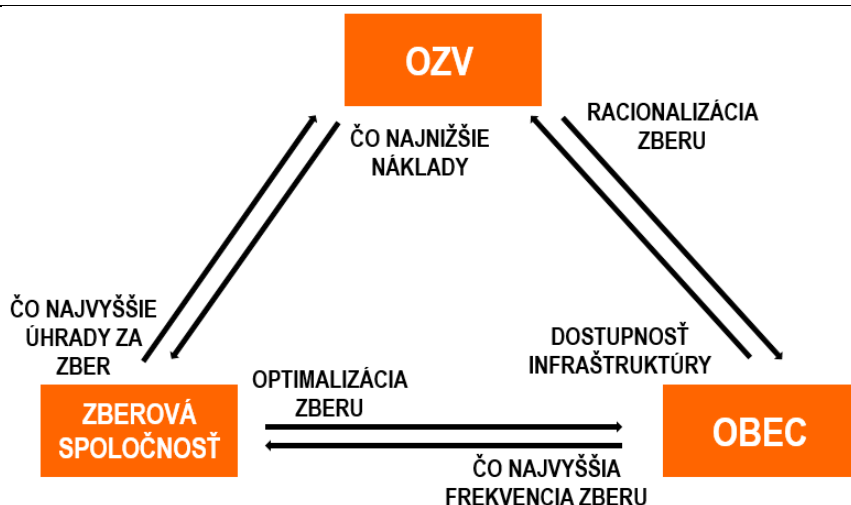 OZV
ČO NAJNIŽŠIE
NÁKLADY
RACIONALIZÁCIA
ZBERU
ČO NAJVYŠŠIE
ÚHRADY ZA
ZBER
DOSTUPNOSŤ
INFRAŠTRUKTÚRY
OPTIMALIZÁCIA
ZBERU
ZBEROVÁ
SPOLOČNOSŤ
OBEC
ČO NAJVYŠŠIA
FREKVENCIA ZBERU